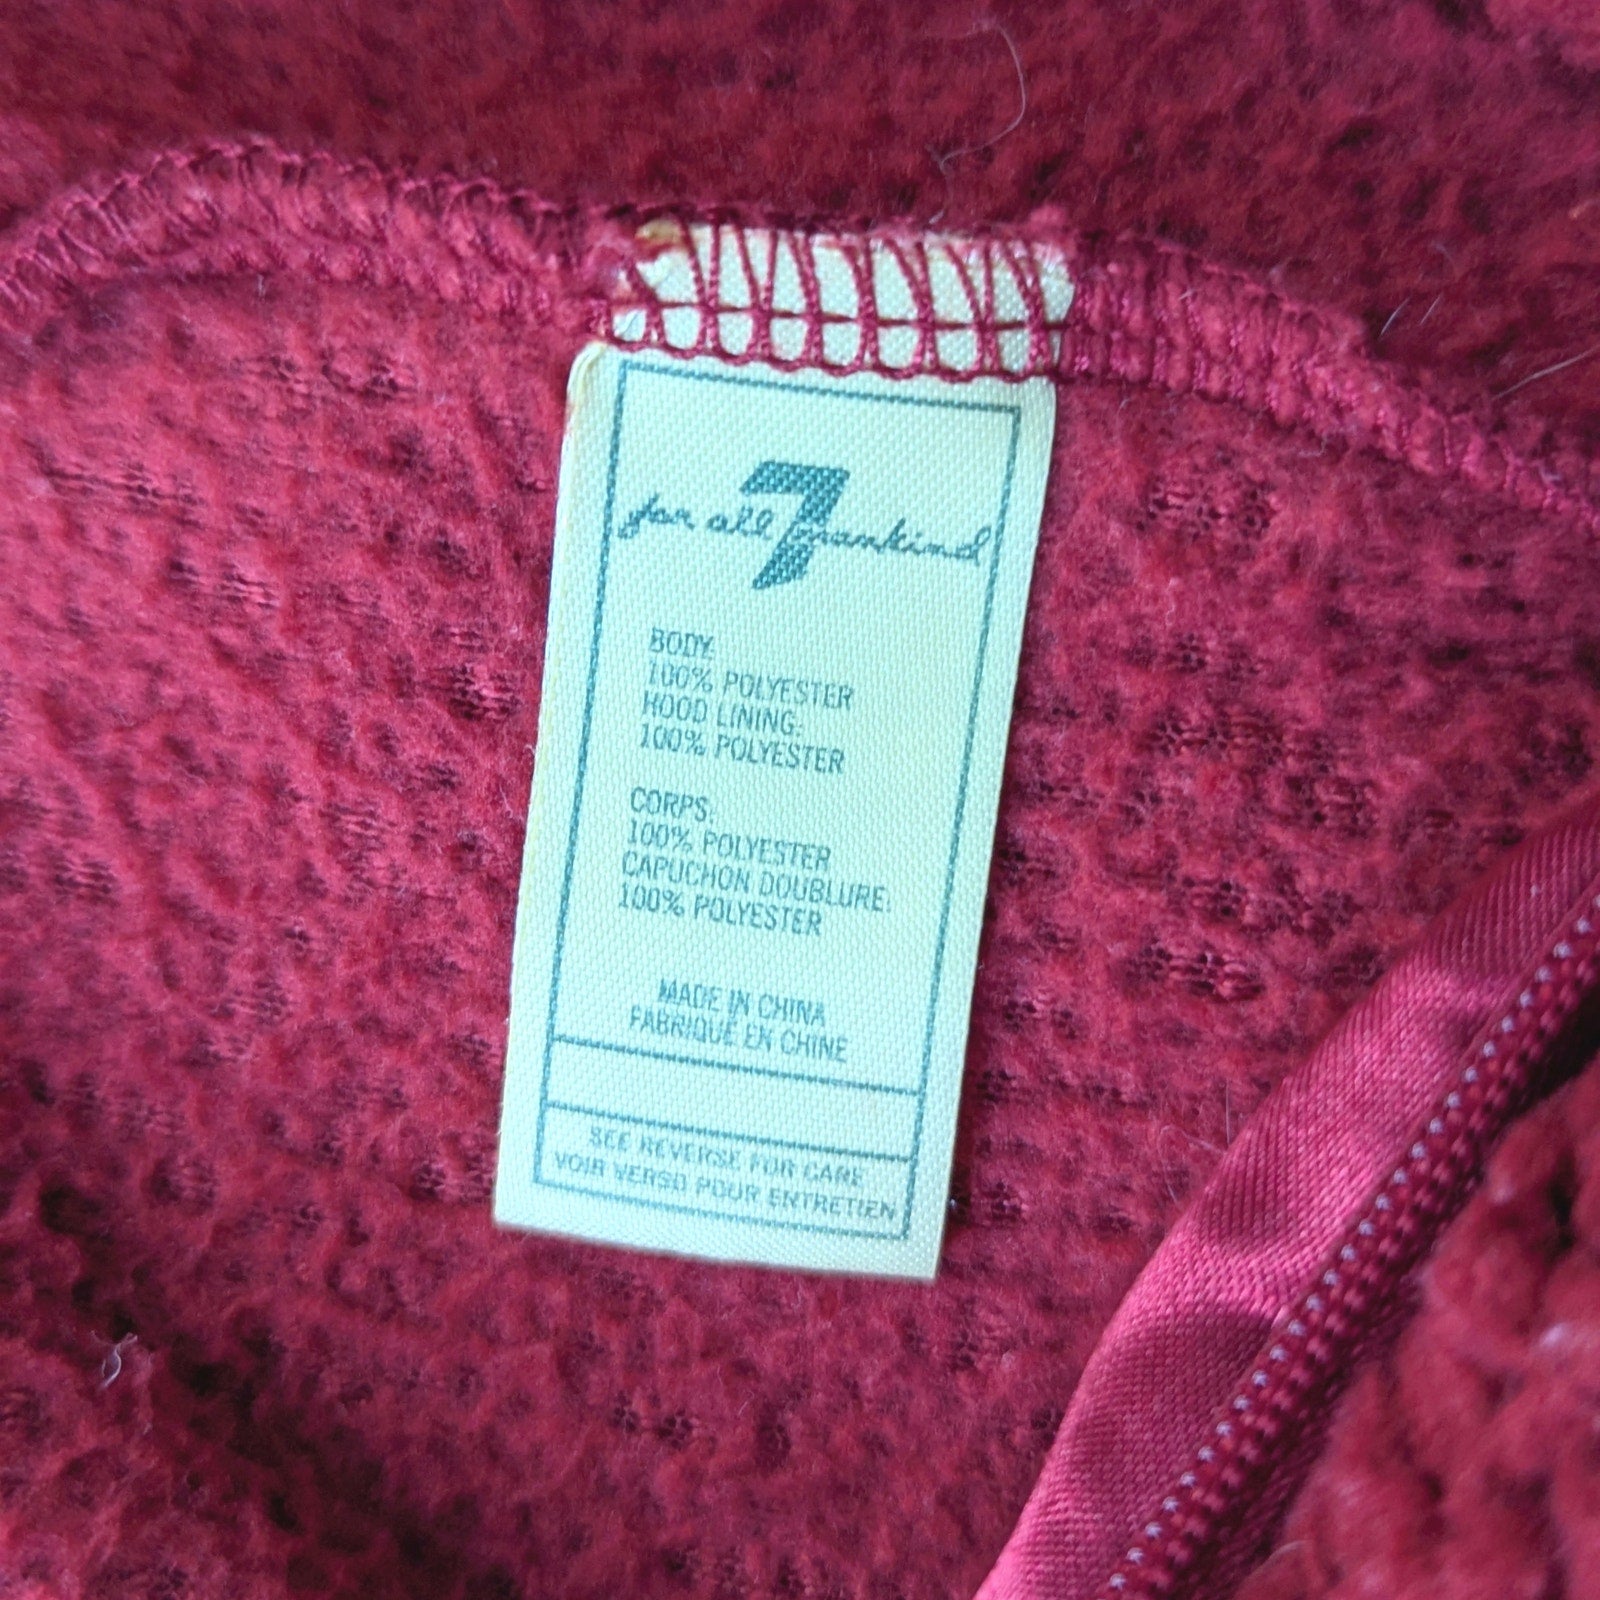 for all 7 mankind
BODY:
100% POLYESTER
HOOD LINING:
100% POLYESTER
CORPS:
100% POLYESTER
CAPUCHON DOUBLURE:
100% POLYESTER
MADE IN CHINA
FABRIQUÉ EN CHINE
SEE REVERSE FOR CARE
VOIR VERSO POUR ENTRETIEN